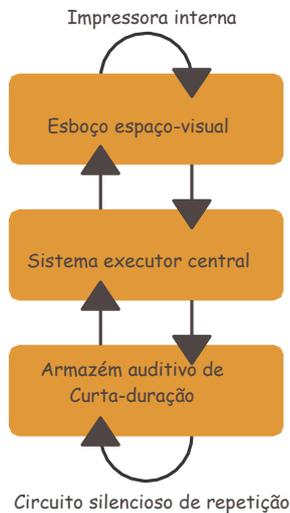 Impressora interna
Esboço espaço-visual
Sistema executor central
Armazém auditivo de
Curta-duração
Circuito silencioso de repetição